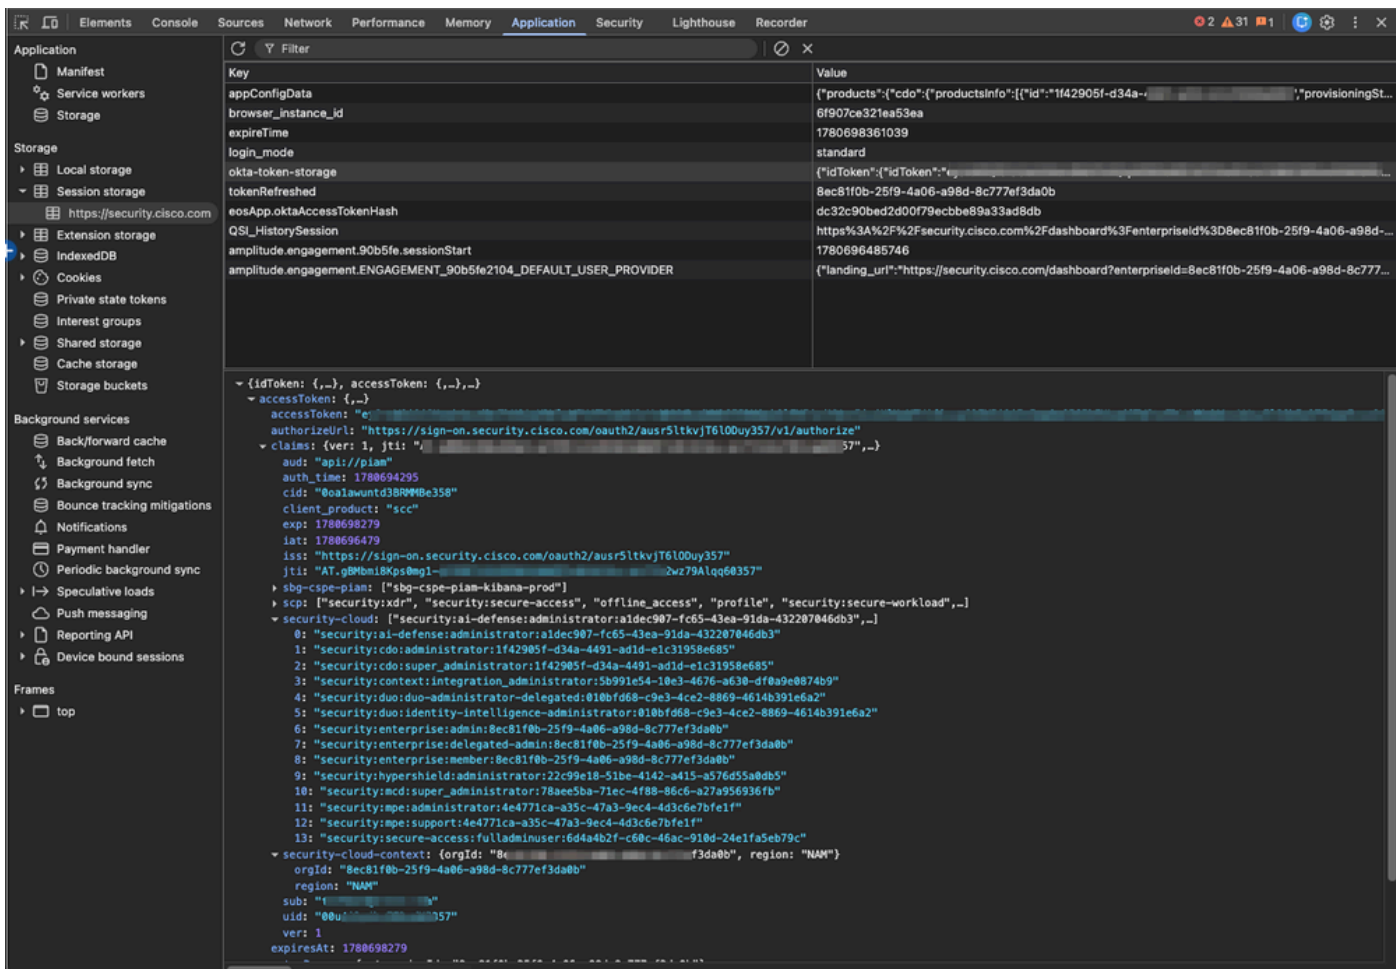 Elements Console Sources Network Performance Memory Application Security Lighthouse Recorder 2 31 1
Application
Manifest
Service workers
Storage
Storage
Local storage
Session storage
https://security.cisco.com
Extension storage
IndexedDB
Cookies
Private state tokens
Interest groups
Shared storage
Cache storage
Storage buckets
Background services
Back/forward cache
Background fetch
Background sync
Bounce tracking mitigations
Notifications
Payment handler
Periodic background sync
Speculative loads
Push messaging
Reporting API
Device bound sessions
Frames
top
Filter
Key Value
appConfigData {"products":{"cdo":{"productsInfo":[{"id":"1f42905f-d34a- ","provisioningSt...
browser_instance_id 6f907ce321ea53ea
expireTime 1780698361039
login_mode standard
okta-token-storage {"idToken":{"idToken":"
tokenRefreshed 8ec81f0b-25f9-4a06-a98d-8c777ef3da0b
eosApp.oktaAccessTokenHash dc32c90bed2d00f79ecbbe89a33ad8db
QSI_HistorySession https%3A%2F%2Fsecurity.cisco.com%2Fdashboard%3FenterpriseId%3D8ec81f0b-25f9-4a06-a98d-...
amplitude.engagement.90b5fe.sessionStart 1780696485746
amplitude.engagement.ENGAGEMENT_90b5fe2104_DEFAULT_USER_PROVIDER {"landing_url":"https://security.cisco.com/dashboard?enterpriseId=8ec81f0b-25f9-4a06-a98d-8c777...
{idToken: {,…}, accessToken: {,…},…}
accessToken: {,…}
accessToken: "e
authorizeUrl: "https://sign-on.security.cisco.com/oauth2/ausr5ltkvjT6lODuy357/v1/authorize"
claims: {ver: 1, jti: " 57",…}
aud: "api://piam"
auth_time: 1780694295
cid: "0oa1awuntd3BRMMBe358"
client_product: "scc"
exp: 1780698279
iat: 1780696479
iss: "https://sign-on.security.cisco.com/oauth2/ausr5ltkvjT6lODuy357"
jti: "AT.gBMbmi8Kps0mg1- 2wz79Alqq60357"
sbg-cspe-piam: ["sbg-cspe-piam-kibana-prod"]
scp: ["security:xdr", "security:secure-access", "offline_access", "profile", "security:secure-workload",…]
security-cloud: ["security:ai-defense:administrator:a1dec907-fc65-43ea-91da-432207046db3",…]
0: "security:ai-defense:administrator:a1dec907-fc65-43ea-91da-432207046db3"
1: "security:cdo:administrator:1f42905f-d34a-4491-ad1d-e1c31958e685"
2: "security:cdo:super_administrator:1f42905f-d34a-4491-ad1d-e1c31958e685"
3: "security:context:integration_administrator:5b991e54-10e3-4676-a630-df0a9e0874b9"
4: "security:duo:duo-administrator-delegated:010bfd68-c9e3-4ce2-8869-4614b391e6a2"
5: "security:duo:identity-intelligence-administrator:010bfd68-c9e3-4ce2-8869-4614b391e6a2"
6: "security:enterprise:admin:8ec81f0b-25f9-4a06-a98d-8c777ef3da0b"
7: "security:enterprise:delegated-admin:8ec81f0b-25f9-4a06-a98d-8c777ef3da0b"
8: "security:enterprise:member:8ec81f0b-25f9-4a06-a98d-8c777ef3da0b"
9: "security:hypershield:administrator:22c99e18-51be-4142-a415-a576d55a0db5"
10: "security:mcd:super_administrator:78aee5ba-71ec-4f88-86c6-a27a956936fb"
11: "security:mpe:administrator:4e4771ca-a35c-47a3-9ec4-4d3c6e7bfe1f"
12: "security:mpe:support:4e4771ca-a35c-47a3-9ec4-4d3c6e7bfe1f"
13: "security:secure-access:fulladminuser:6d4a4b2f-c60c-46ac-910d-24e1fa5eb79c"
security-cloud-context: {orgId: "8e f3da0b", region: "NAM"}
orgId: "8ec81f0b-25f9-4a06-a98d-8c777ef3da0b"
region: "NAM"
sub: "
uid: "00u 357"
ver: 1
expiresAt: 1780698279